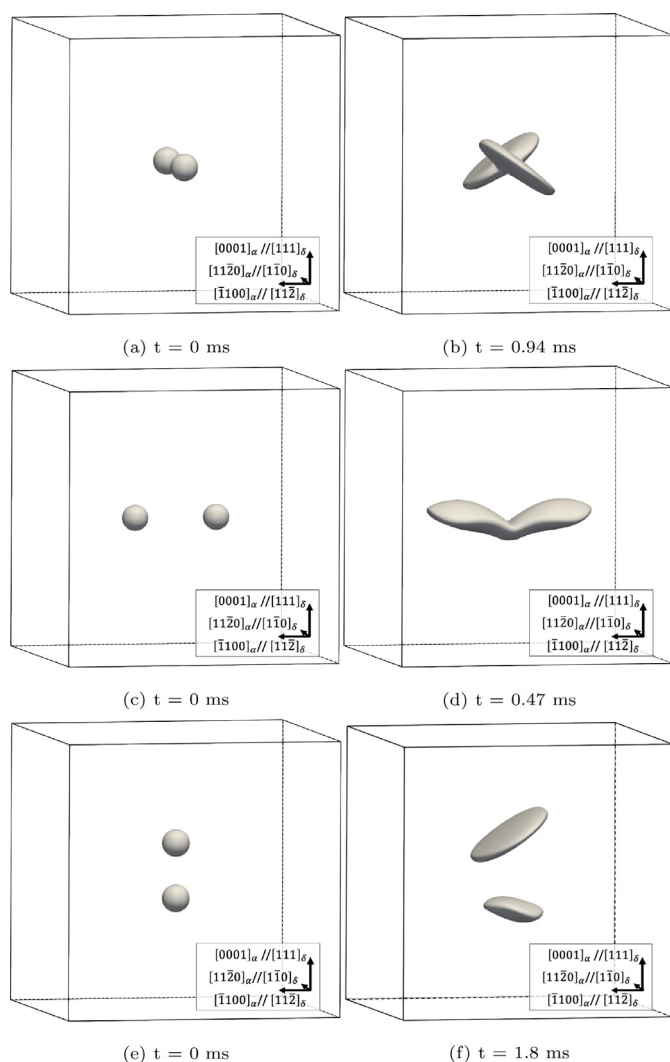 [0001]α //[111]δ
[0001]α //[111]δ
[112̅0]α//[11̅0]δ
[112̅0]α//[11̅0]δ
[1̅100]α// [112̅]δ
[1̅100]α// [112̅]δ
(a) t = 0 ms
(b) t = 0.94 ms
[0001]α //[111]δ
[0001]α //[111]δ
[112̅0]α//[11̅0]δ
[112̅0]α//[11̅0]δ
[1̅100]α// [112̅]δ
[1̅100]α// [112̅]δ
(c) t = 0 ms
(d) t = 0.47 ms
[0001]α //[111]δ
[0001]α //[111]δ
[112̅0]α//[11̅0]δ
[112̅0]α//[11̅0]δ
[1̅100]α// [112̅]δ
[1̅100]α// [112̅]δ
(e) t = 0 ms
(f) t = 1.8 ms